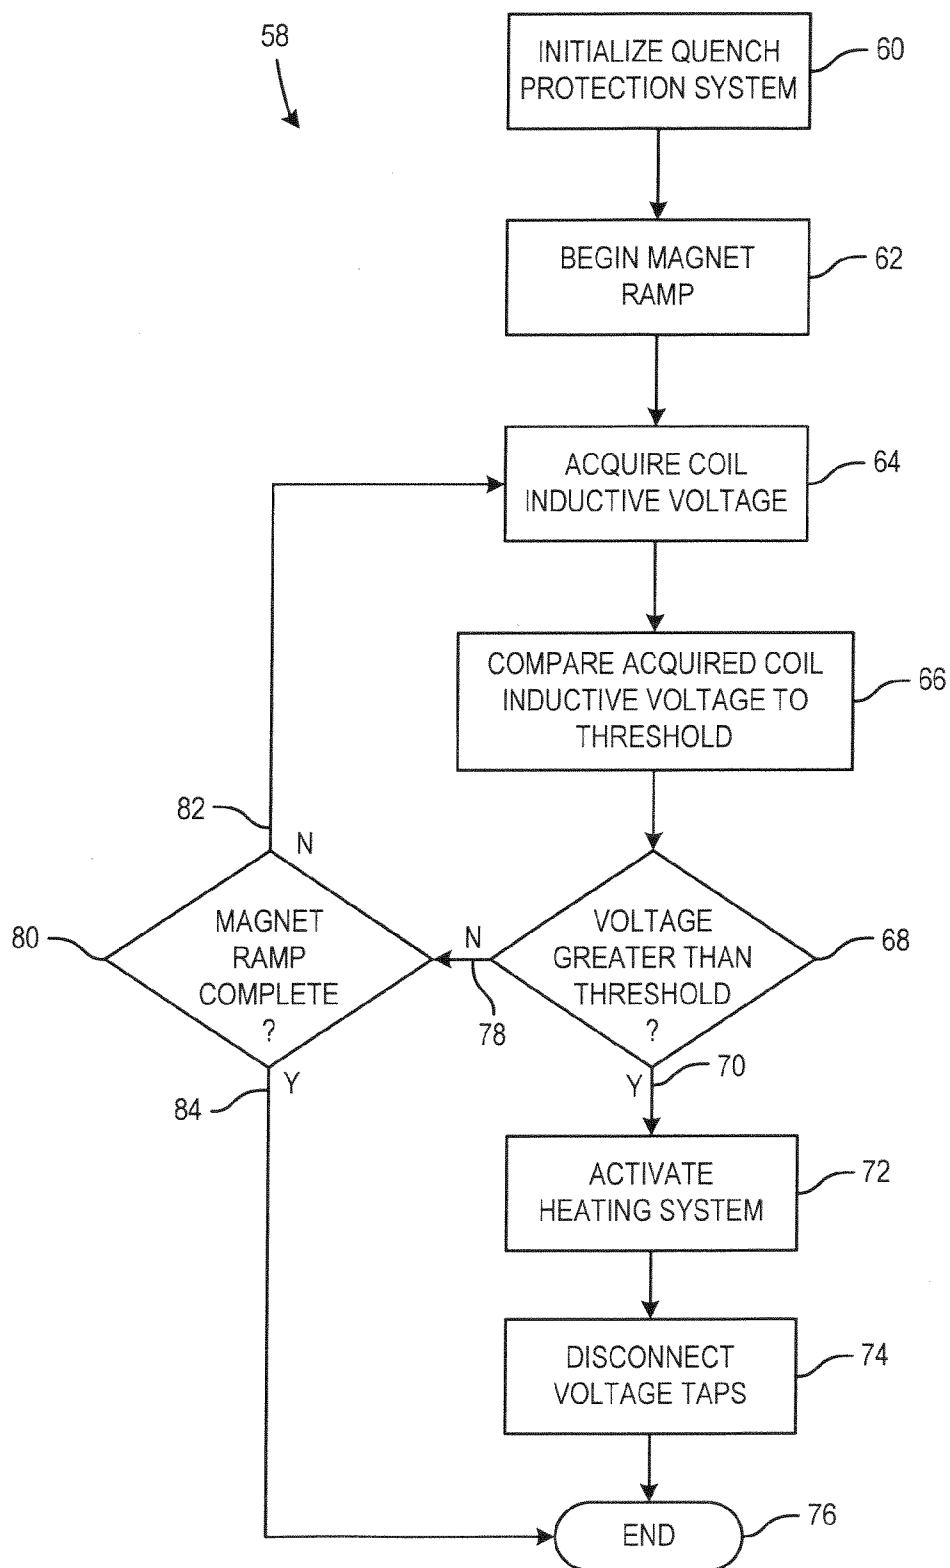 58
INITIALIZE QUENCH
PROTECTION SYSTEM
60
BEGIN MAGNET
RAMP
62
ACQUIRE COIL
INDUCTIVE VOLTAGE
64
COMPARE ACQUIRED COIL
INDUCTIVE VOLTAGE TO
THRESHOLD
66
82
N
80
MAGNET
RAMP
COMPLETE
?
N
78
VOLTAGE
GREATER THAN
THRESHOLD
?
68
Y
84
Y
70
ACTIVATE
HEATING SYSTEM
72
DISCONNECT
VOLTAGE TAPS
74
END
76